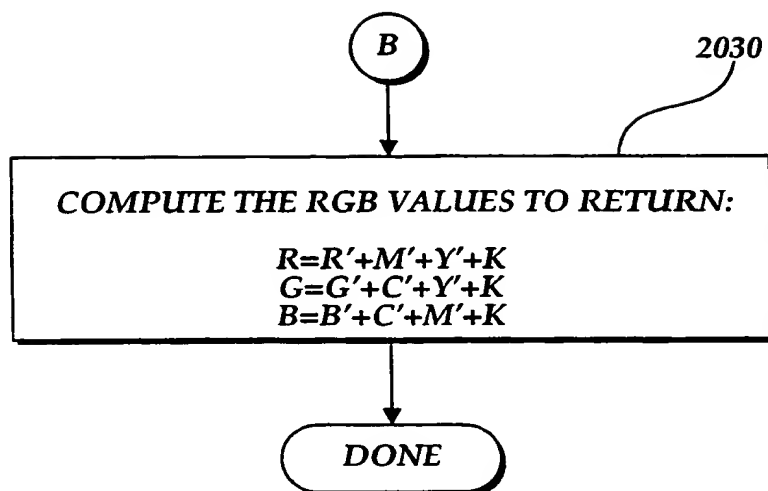 B
2030
COMPUTE THE RGB VALUES TO RETURN:
R=R'+M'+Y'+K
G=G'+C'+Y'+K
B=B'+C'+M'+K
DONE